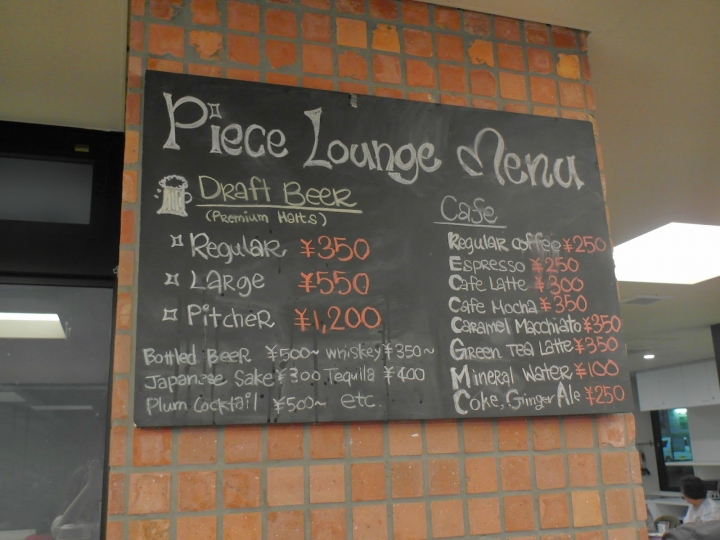 Piece Lounge Menu
Draft Beer
(Premium Malts)
Regular ¥350
Large ¥550
Pitcher ¥1,200
Bottled Beer ¥500~ whiskey ¥350~
Japanese Sake ¥300 Tequila ¥400
Plum Cocktail ¥500~ etc.
Cafe
Regular coffee ¥250
Espresso ¥250
Cafe Latte ¥300
Cafe Mocha ¥350
Caramel Macchiato ¥350
Green Tea Latte ¥350
Mineral Water ¥100
Coke, Ginger Ale ¥250